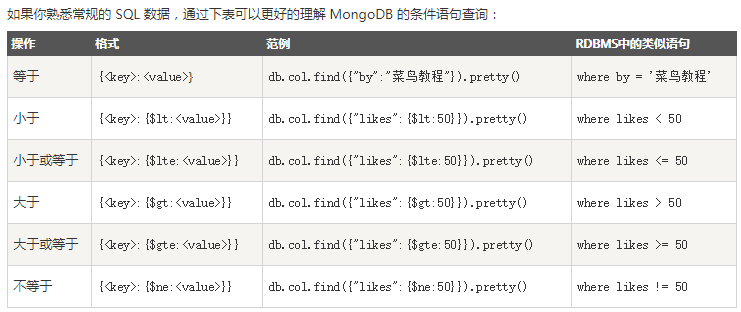 如果你熟悉常规的 SQL 数据，通过下表可以更好的理解 MongoDB 的条件语句查询：
操作 格式 范例 RDBMS中的类似语句
等于 {<key>:<value>} db.col.find({"by":"菜鸟教程"}).pretty() where by = '菜鸟教程'
小于 {<key>:{$lt:<value>}} db.col.find({"likes":{$lt:50}}).pretty() where likes < 50
小于或等于 {<key>:{$lte:<value>}} db.col.find({"likes":{$lte:50}}).pretty() where likes <= 50
大于 {<key>:{$gt:<value>}} db.col.find({"likes":{$gt:50}}).pretty() where likes > 50
大于或等于 {<key>:{$gte:<value>}} db.col.find({"likes":{$gte:50}}).pretty() where likes >= 50
不等于 {<key>:{$ne:<value>}} db.col.find({"likes":{$ne:50}}).pretty() where likes != 50